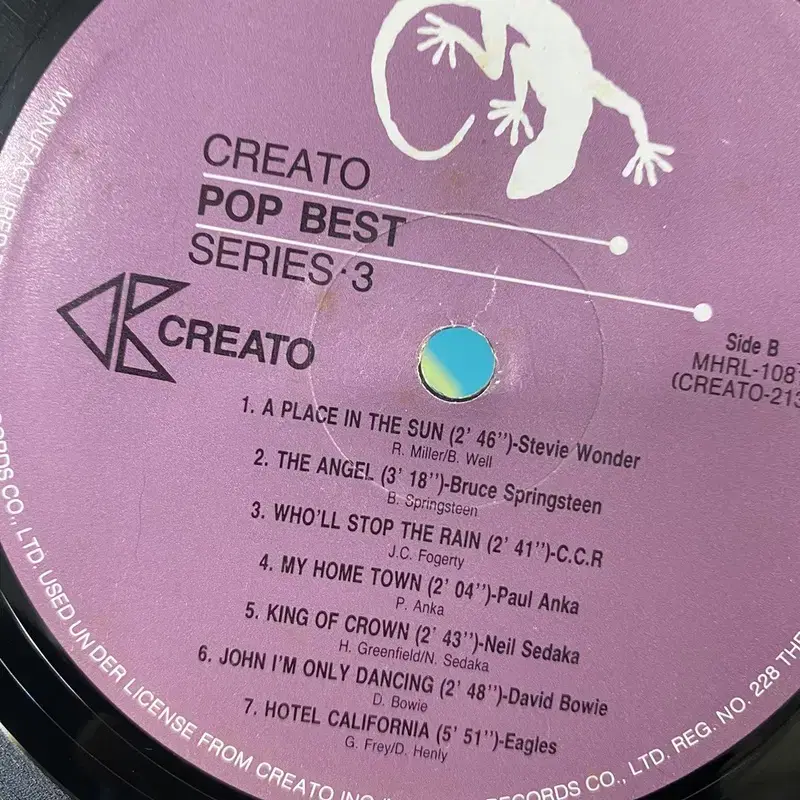 CREATO
POP BEST
SERIES·3
CREATO
Side B
MHRL-108
(CREATO-213
1. A PLACE IN THE SUN (2' 46'')-Stevie Wonder
R. Miller/B. Well
2. THE ANGEL (3' 18'')-Bruce Springsteen
B. Springsteen
3. WHO'LL STOP THE RAIN (2' 41'')-C.C.R
J.C. Fogerty
4. MY HOME TOWN (2' 04'')-Paul Anka
P. Anka
5. KING OF CROWN (2' 43'')-Neil Sedaka
H. Greenfield/N. Sedaka
6. JOHN I'M ONLY DANCING (2' 48'')-David Bowie
D. Bowie
7. HOTEL CALIFORNIA (5' 51'')-Eagles
G. Frey/D. Henly
MANUFACTURED
CO., LTD. USED UNDER LICENSE FROM CREATO INC.
RECORDS CO., LTD. REG. NO. 228 THE